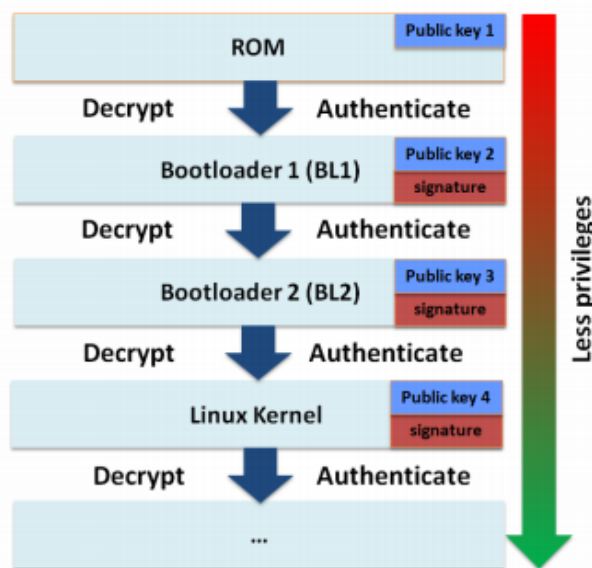 Public key 1
ROM
Decrypt Authenticate
Public key 2
Bootloader 1 (BL1)
signature
Decrypt Authenticate
Public key 3
Bootloader 2 (BL2)
signature
Decrypt Authenticate
Public key 4
Linux Kernel
signature
Decrypt Authenticate
...
Less privileges